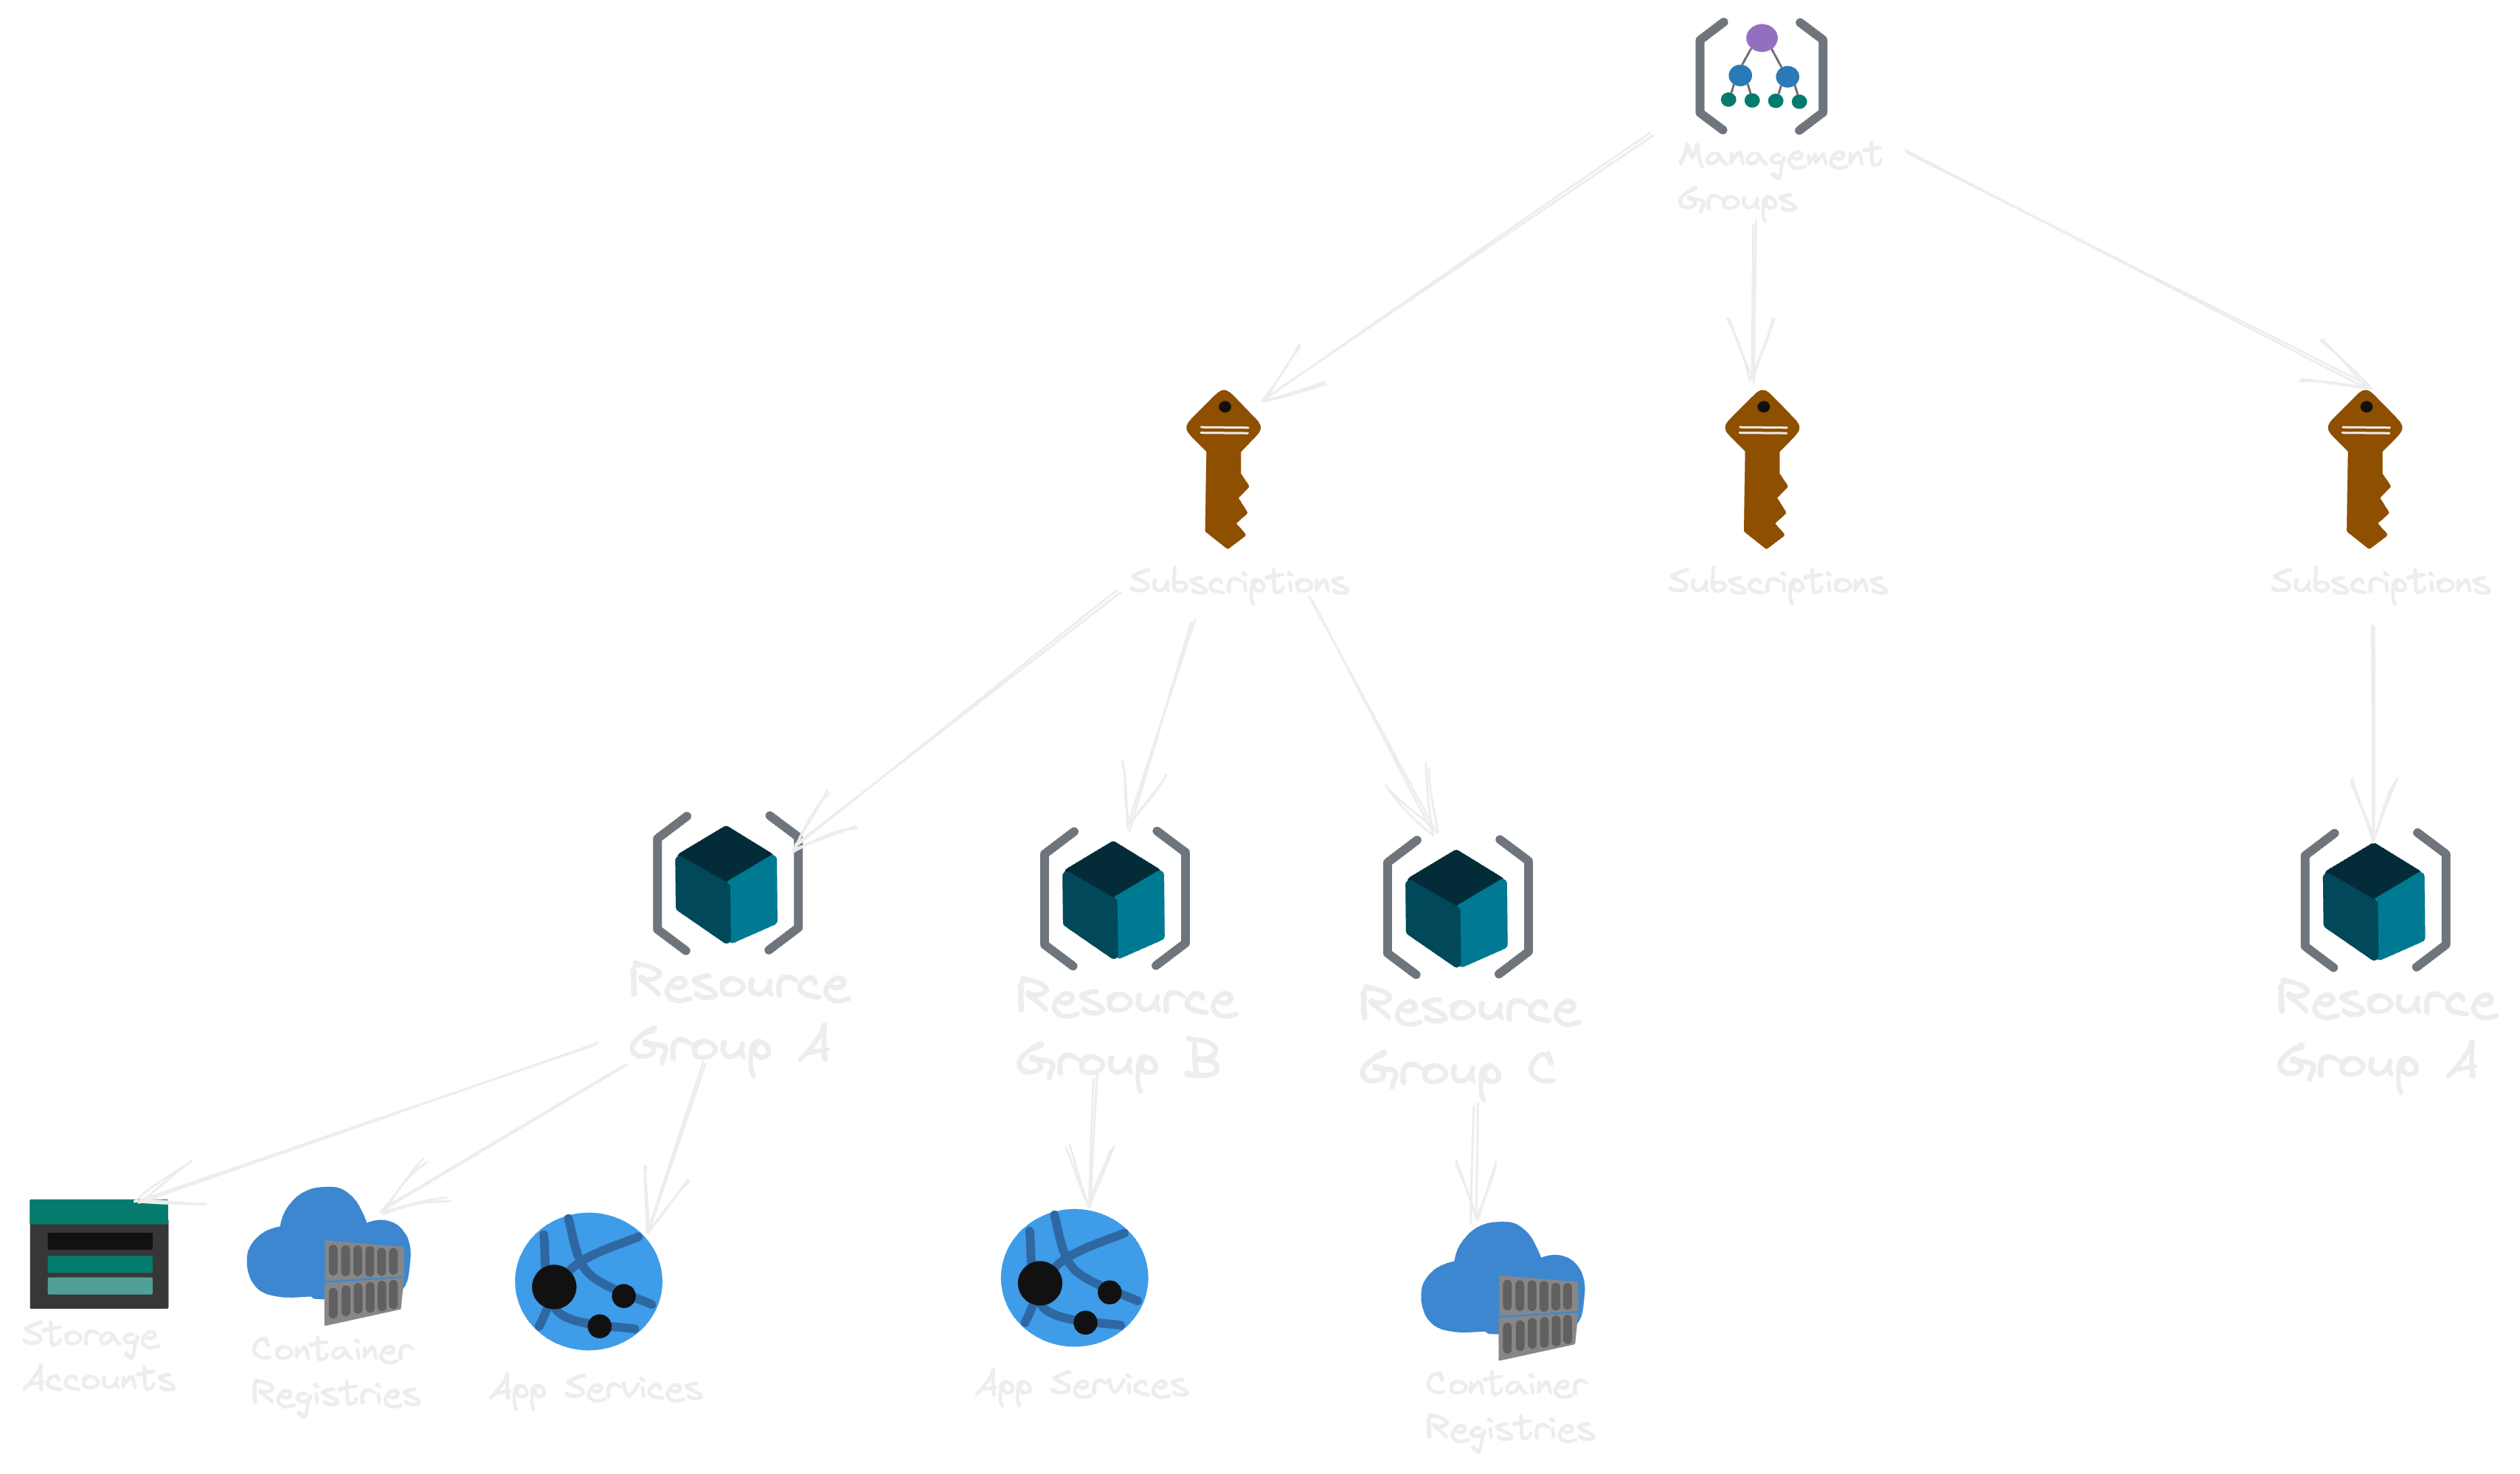 Management
Groups
Subscriptions
Subscriptions
Subscriptions
Resource
Group A
Resource
Group B
Resource
Group C
Resource
Group A
Storage
Accounts
Container
Registries
App Services
App Services
Container
Registries